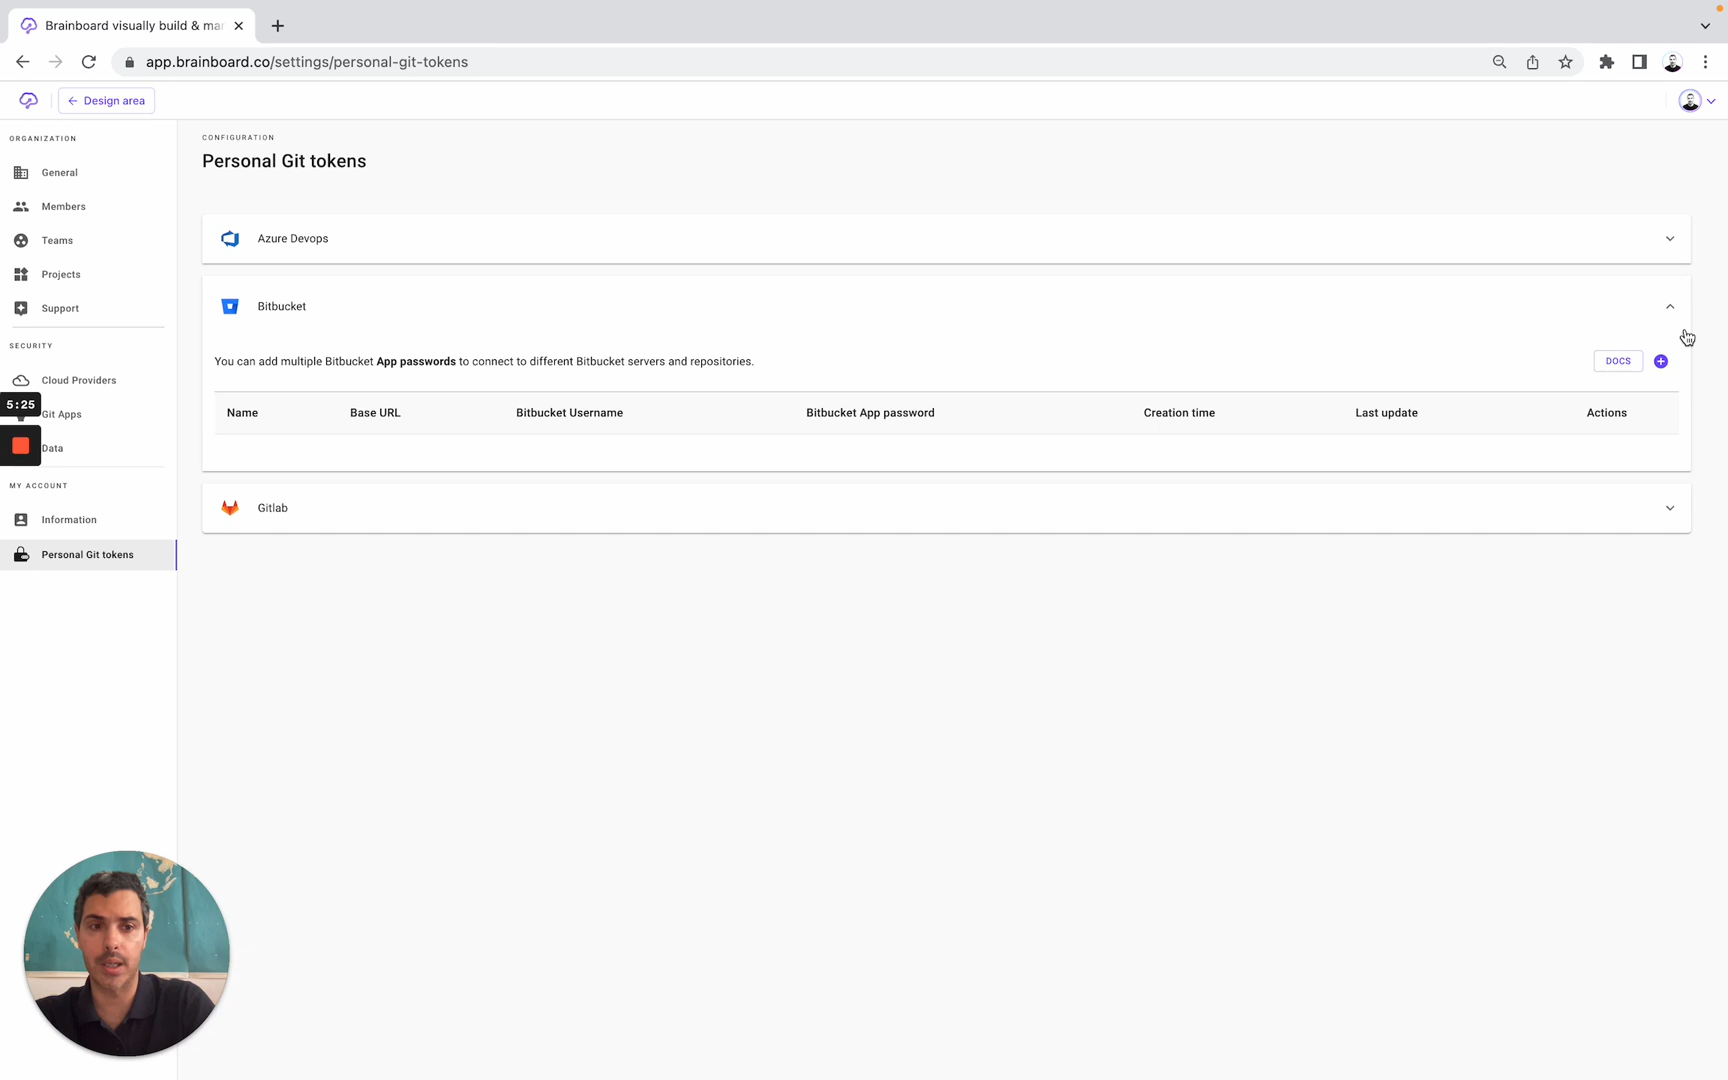 Brainboard visually build & ma
app.brainboard.co/settings/personal-git-tokens
Design area
ORGANIZATION
General
Members
Teams
Projects
Support
SECURITY
Cloud Providers
5:25
Git Apps
Data
MY ACCOUNT
Information
Personal Git tokens
CONFIGURATION
Personal Git tokens
Azure Devops
Bitbucket
You can add multiple Bitbucket App passwords to connect to different Bitbucket servers and repositories.
DOCS
Name Base URL Bitbucket Username Bitbucket App password Creation time Last update Actions
Gitlab